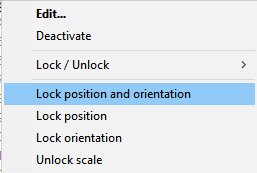 Edit...
Deactivate
Lock / Unlock
Lock position and orientation
Lock position
Lock orientation
Unlock scale